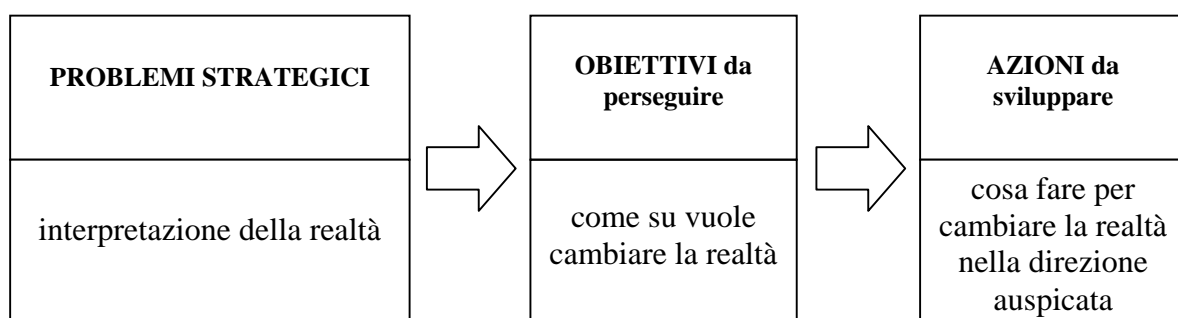 PROBLEMI STRATEGICI
interpretazione della realtà
OBIETTIVI da
perseguire
come su vuole
cambiare la realtà
AZIONI da
sviluppare
cosa fare per
cambiare la realtà
nella direzione
auspicata